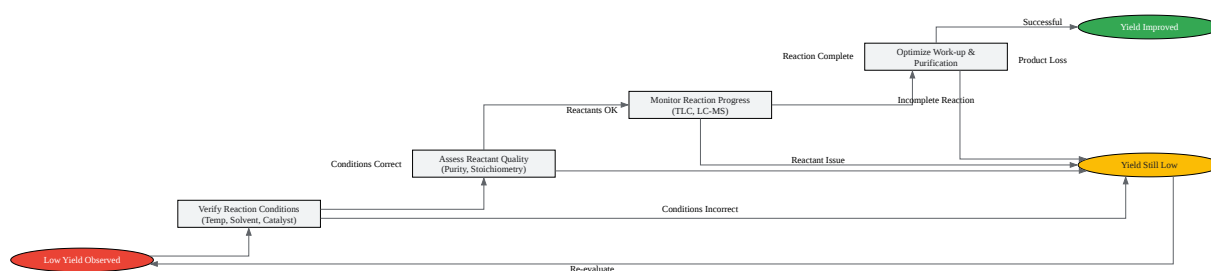 Successful
Yield Improved
Reaction Complete
Optimize Work-up &
Purification
Product Loss
Monitor Reaction Progress
(TLC, LC-MS)
Incomplete Reaction
Reactants OK
Conditions Correct
Assess Reactant Quality
(Purity, Stoichiometry)
Reactant Issue
Yield Still Low
Verify Reaction Conditions
(Temp, Solvent, Catalyst)
Conditions Incorrect
Low Yield Observed
Re-evaluate